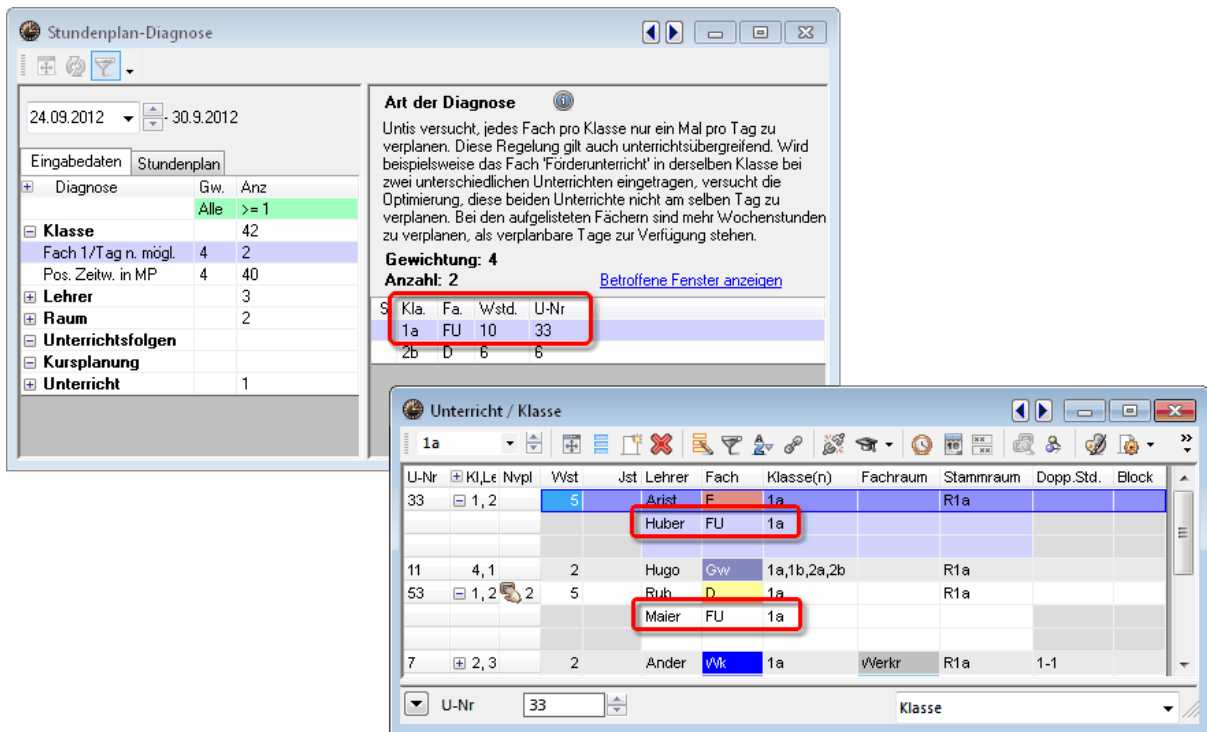 Stundenplan-Diagnose
24.09.2012 - 30.9.2012
Eingabedaten Stundenplan
Diagnose Gw. Anz
Alle >= 1
Klasse 42
Fach 1/Tag n. mögl. 4 2
Pos. Zeitw. in MP 4 40
Lehrer 3
Raum 2
Unterrichtsfolgen
Kursplanung
Unterricht 1
Art der Diagnose
Untis versucht, jedes Fach pro Klasse nur ein Mal pro Tag zu
verplanen. Diese Regelung gilt auch unterrichtsübergreifend. Wird
beispielsweise das Fach 'Förderunterricht' in derselben Klasse bei
zwei unterschiedlichen Unterrichten eingetragen, versucht die
Optimierung, diese beiden Unterrichte nicht am selben Tag zu
verplanen. Bei den aufgelisteten Fächern sind mehr Wochenstunden
zu verplanen, als verplanbare Tage zur Verfügung stehen.
Gewichtung: 4
Anzahl: 2 Betroffene Fenster anzeigen
S Kla. Fa. Wstd. U-Nr
1a FU 10 33
2b D 6 6
Unterricht / Klasse
1a
U-Nr Kl,Le Nvpl Wst Jst Lehrer Fach Klasse(n) Fachraum Stammraum Dopp.Std. Block
33 1, 2 5 Arist E 1a R1a
Huber FU 1a
11 4, 1 2 Hugo Gw 1a,1b,2a,2b R1a
53 1, 2 2 5 Rub D 1a R1a
Maier FU 1a
7 2, 3 2 Ander Wk 1a Werkr R1a 1-1
U-Nr 33 Klasse